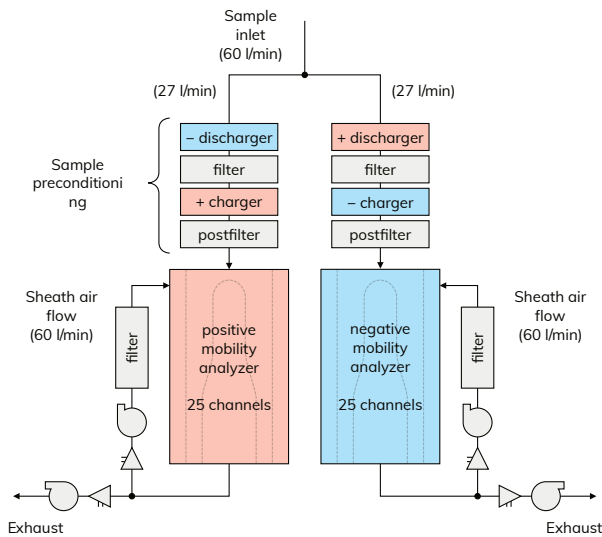 Sample
inlet
(60 l/min)
(27 l/min)
(27 l/min)
Sample
preconditioni
ng
– discharger
filter
+ charger
postfilter
+ discharger
filter
– charger
postfilter
Sheath air
flow
(60 l/min)
filter
positive
mobility
analyzer
25 channels
negative
mobility
analyzer
25 channels
Sheath air
flow
(60 l/min)
filter
Exhaust
Exhaust